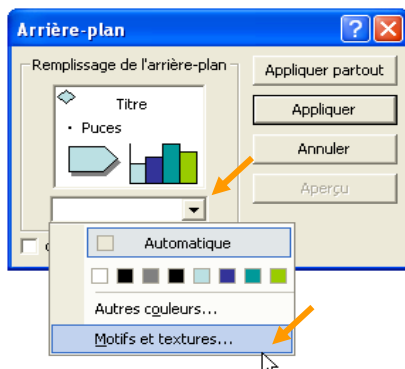 Arrière-plan
Remplissage de l'arrière-plan
Titre
• Puces
Appliquer partout
Appliquer
Annuler
Aperçu
Automatique
Autres couleurs...
Motifs et textures...